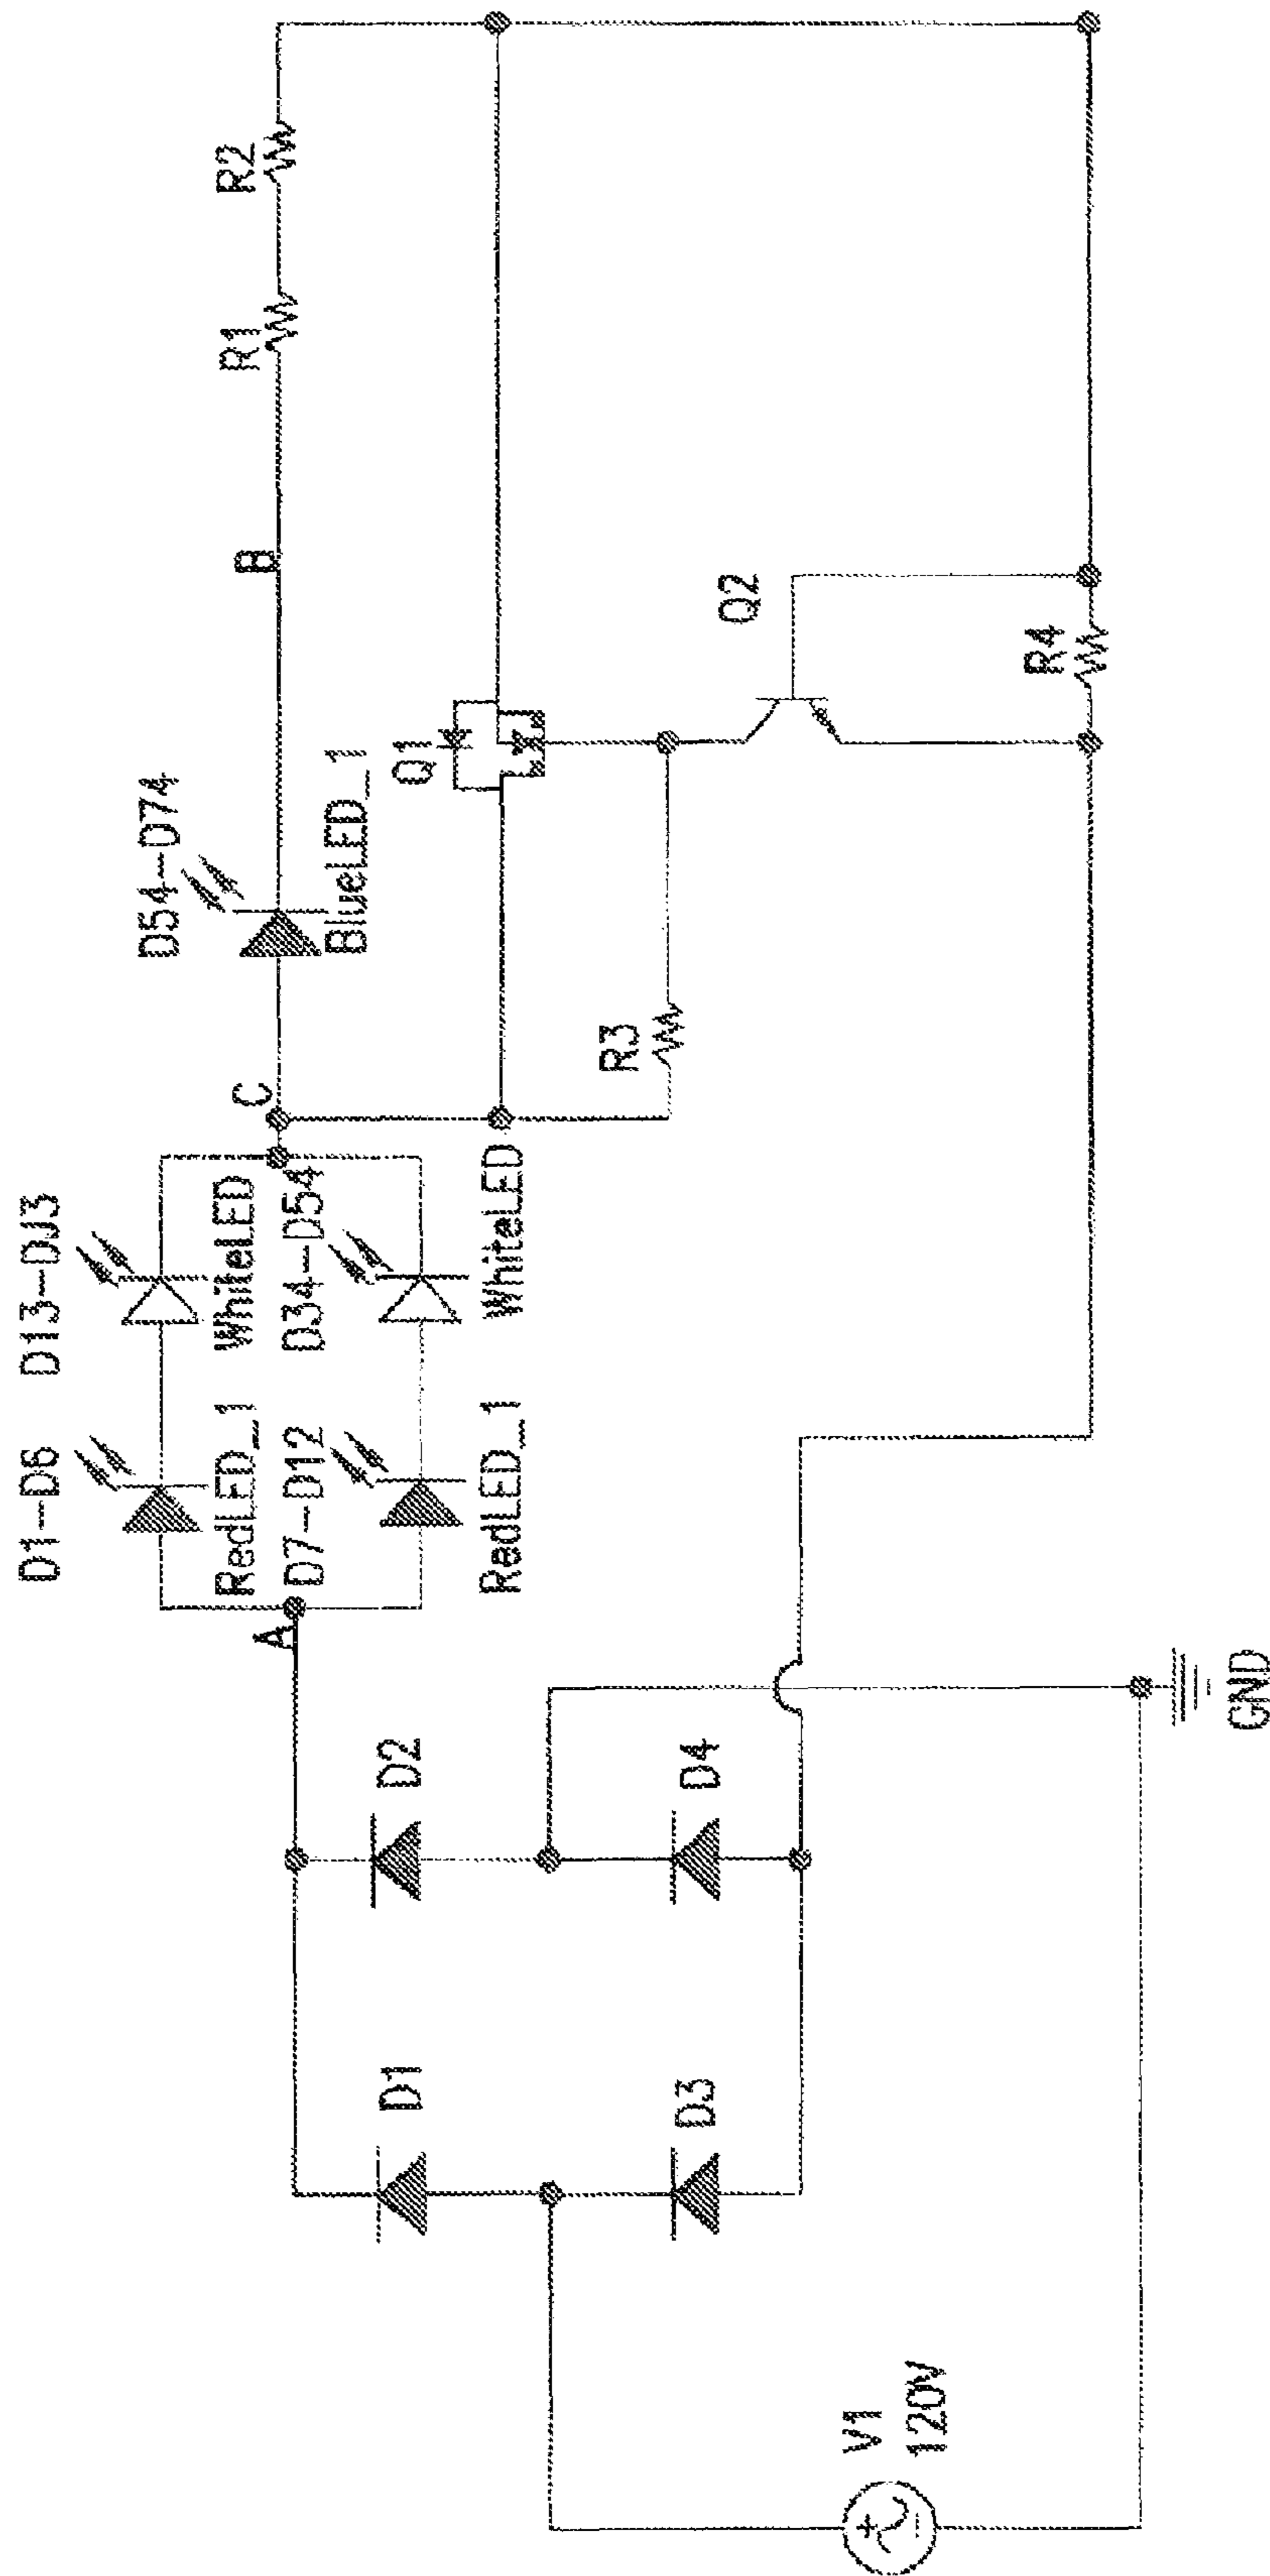 V1
120V
D1
D3
D2
D4
GND
A
D1-D6
RedLED_1
D7-D12
RedLED_1
D13-DJ3
WhiteLED
D34-D54
WhiteLED
C
D54-D74
BlueLED_1
B
R1
R2
Q1
R3
Q2
R4